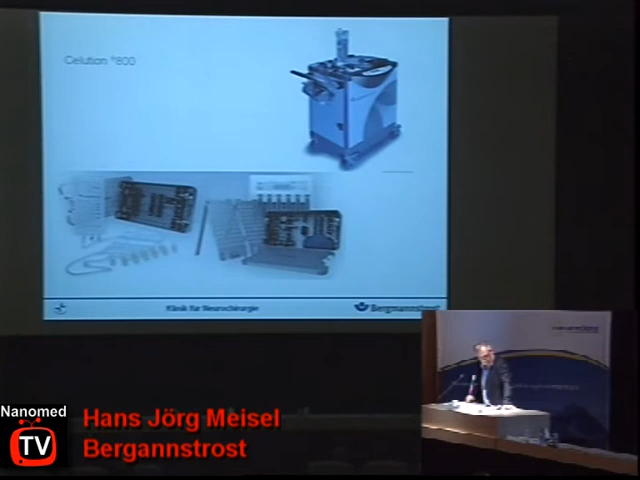 Celution ®800
Klinik für Neurochirurgie
Bergmannstrost
Nanomed
TV
Hans Jörg Meisel
Bergannstrost